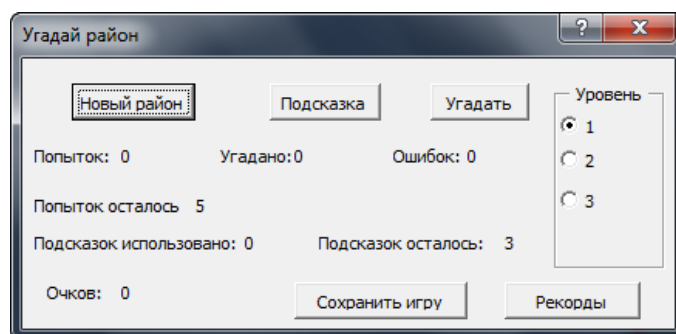 Угадай район
Новый район Подсказка Угадать Уровень
1
Попыток: 0 Угадано:0 Ошибок: 0 2
Попыток осталось 5 3
Подсказок использовано: 0 Подсказок осталось: 3
Очков: 0 Сохранить игру Рекорды